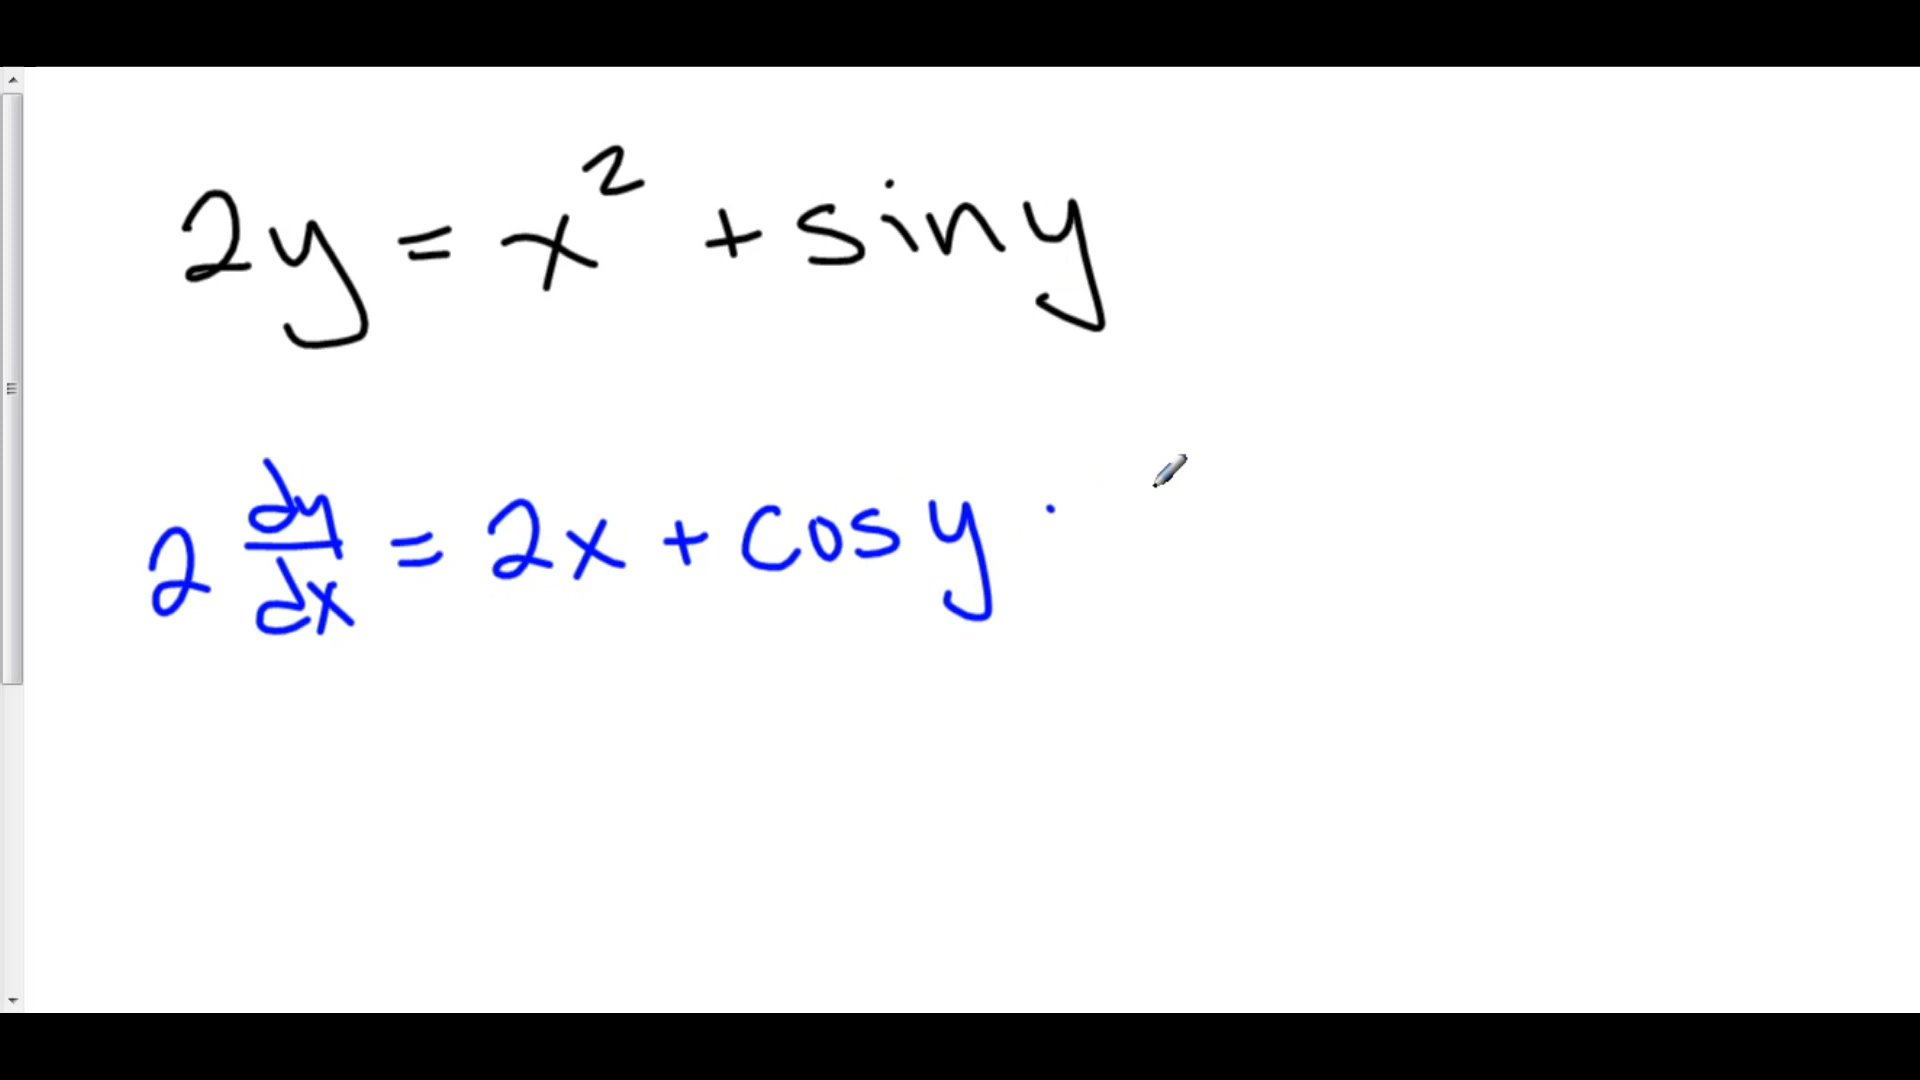 2y = x² + sin y
2 dy/dx = 2x + cos y ·